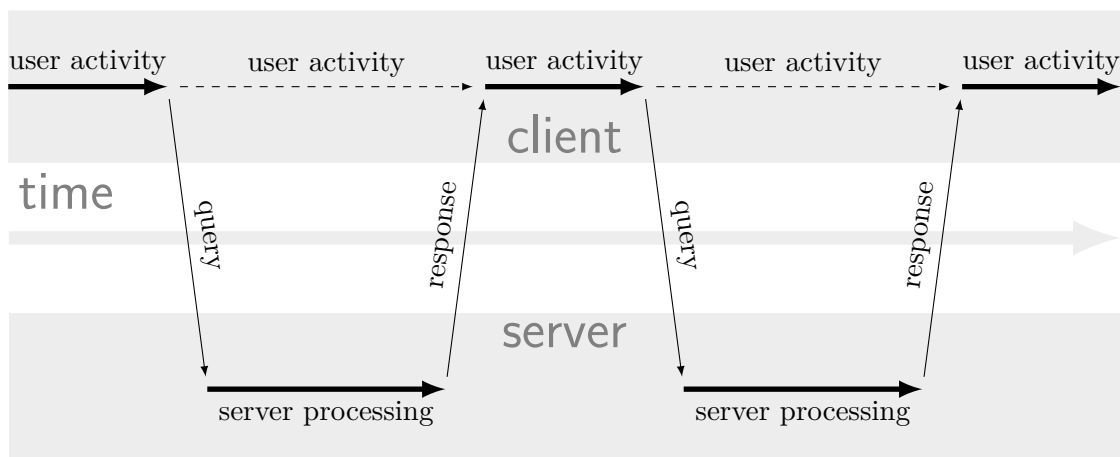 user activity
user activity
user activity
user activity
user activity
client
time
query
response
query
response
server
server processing
server processing